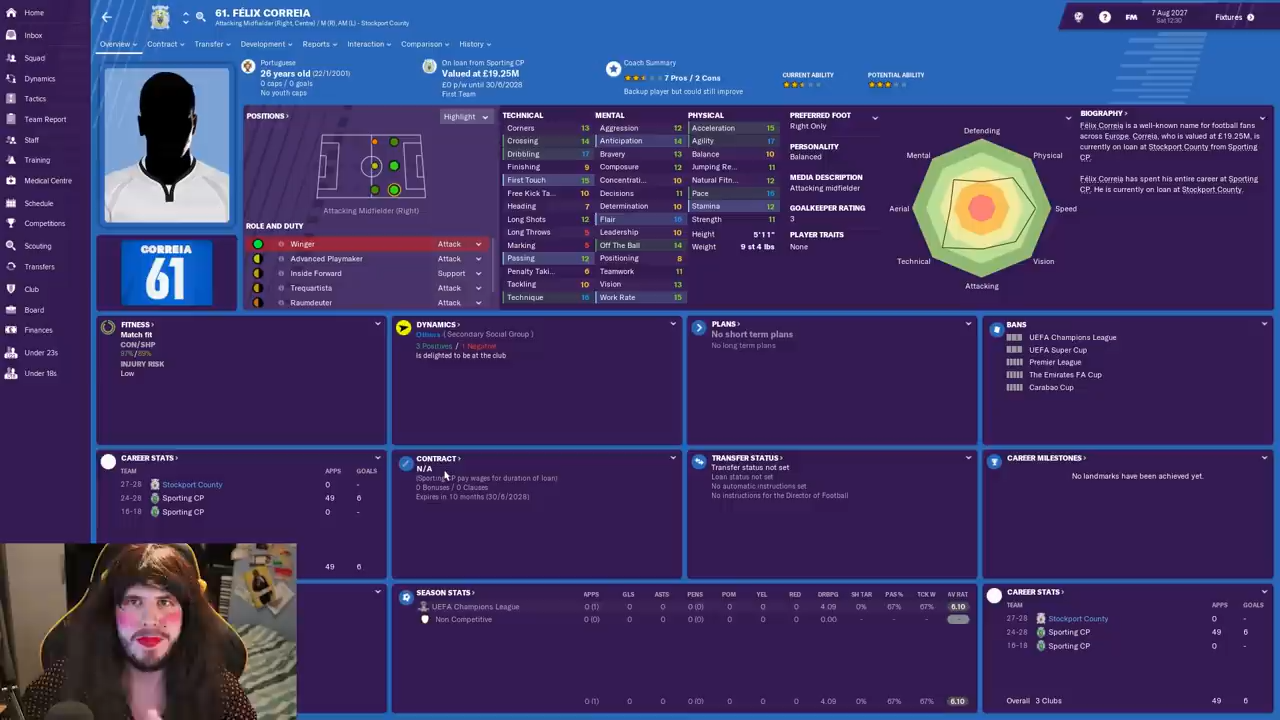 Home
Inbox
Squad
Dynamics
Tactics
Team Report
Staff
Training
Medical Centre
Schedule
Competitions
Scouting
Transfers
Club
Board
Finances
Under 23s
Under 18s
61. FÉLIX CORREIA
Attacking Midfielder (Right, Centre) / M (R), AM (L) - Stockport County
FM
7 Aug 2027
Sat 12:30
Fixtures
Overview
Contract
Transfer
Development
Reports
Interaction
Comparison
History
Portuguese
26 years old (22/1/2001)
0 caps / 0 goals
No youth caps
On loan from Sporting CP
Valued at £19.25M
£0 p/w until 30/6/2028
First Team
Coach Summary
7 Pros / 2 Cons
Backup player but could still improve
CURRENT ABILITY
POTENTIAL ABILITY
CORREIA
61
POSITIONS
Highlight
Attacking Midfielder (Right)
ROLE AND DUTY
Winger Attack
Advanced Playmaker Attack
Inside Forward Support
Trequartista Attack
Raumdeuter Attack
TECHNICAL
Corners 13
Crossing 14
Dribbling 17
Finishing 9
First Touch 15
Free Kick Ta... 10
Heading 7
Long Shots 12
Long Throws 5
Marking 5
Passing 12
Penalty Taki... 6
Tackling 10
Technique 16
MENTAL
Aggression 12
Anticipation 14
Bravery 13
Composure 12
Concentrati... 10
Decisions 11
Determination 10
Flair 16
Leadership 10
Off The Ball 14
Positioning 8
Teamwork 11
Vision 13
Work Rate 15
PHYSICAL
Acceleration 15
Agility 17
Balance 10
Jumping Re... 11
Natural Fitn... 12
Pace 16
Stamina 12
Strength 11
Height 5'11"
Weight 9 st 4 lbs
PREFERRED FOOT
Right Only
PERSONALITY
Balanced
MEDIA DESCRIPTION
Attacking midfielder
GOALKEEPER RATING
3
PLAYER TRAITS
None
Defending
Physical
Speed
Vision
Attacking
Technical
Aerial
Mental
BIOGRAPHY
Félix Correia is a well-known name for football fans
across Europe. Correia, who is valued at £19.25M, is
currently on loan at Stockport County from Sporting
CP.
Félix Correia has spent his entire career at Sporting
CP. He is currently on loan at Stockport County.
FITNESS
Match fit
CON/SHP
97%/89%
INJURY RISK
Low
DYNAMICS
Others ( Secondary Social Group )
3 Positives / 1 Negative
Is delighted to be at the club
PLANS
No short term plans
No long term plans
BANS
UEFA Champions League
UEFA Super Cup
Premier League
The Emirates FA Cup
Carabao Cup
CAREER STATS
TEAM APPS GOALS
27-28 Stockport County 0 -
24-28 Sporting CP 49 6
16-18 Sporting CP 0 -
49 6
CONTRACT
N/A
(Sporting CP pay wages for duration of loan)
0 Bonuses / 0 Clauses
Expires in 10 months (30/6/2028)
TRANSFER STATUS
Transfer status not set
Loan status not set
No automatic instructions set
No instructions for the Director of Football
CAREER MILESTONES
No landmarks have been achieved yet.
SEASON STATS
APPS GLS ASTS PENS POM YEL RED DRBPG SH TAR PAS % TCK W AV RAT
UEFA Champions League 0 (1) 0 0 0 (0) 0 0 0 4.09 0% 67% 67% 6.10
Non Competitive 0 (0) 0 0 0 (0) 0 0 0 0.00 - - - -
0 (1) 0 0 0 (0) 0 0 0 4.09 0% 67% 67% 6.10
CAREER STATS
TEAM APPS GOALS
27-28 Stockport County 0 -
24-28 Sporting CP 49 6
16-18 Sporting CP 0 -
Overall 3 Clubs 49 6